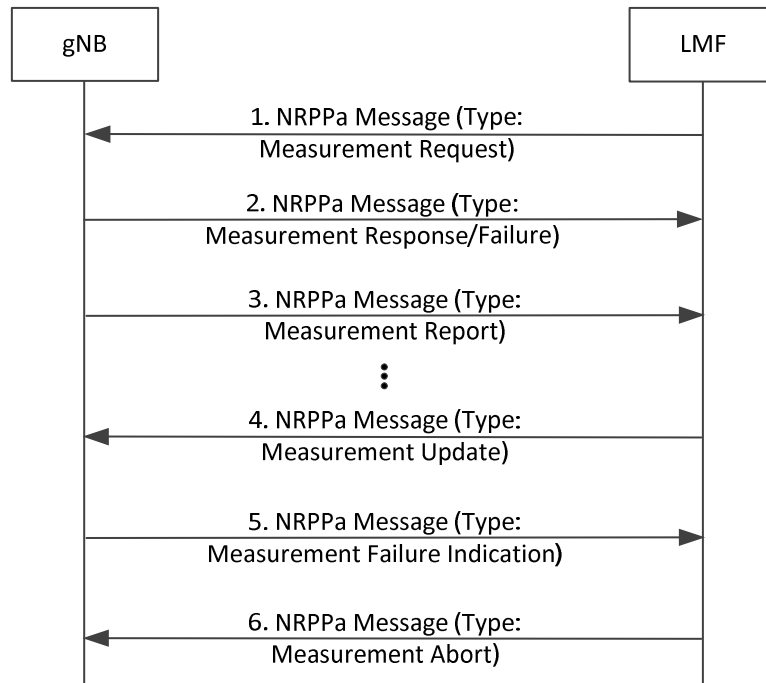 gNB
LMF
1. NRPPa Message (Type:
Measurement Request)
2. NRPPa Message (Type:
Measurement Response/Failure)
3. NRPPa Message (Type:
Measurement Report)
4. NRPPa Message (Type:
Measurement Update)
5. NRPPa Message (Type:
Measurement Failure Indication)
6. NRPPa Message (Type:
Measurement Abort)